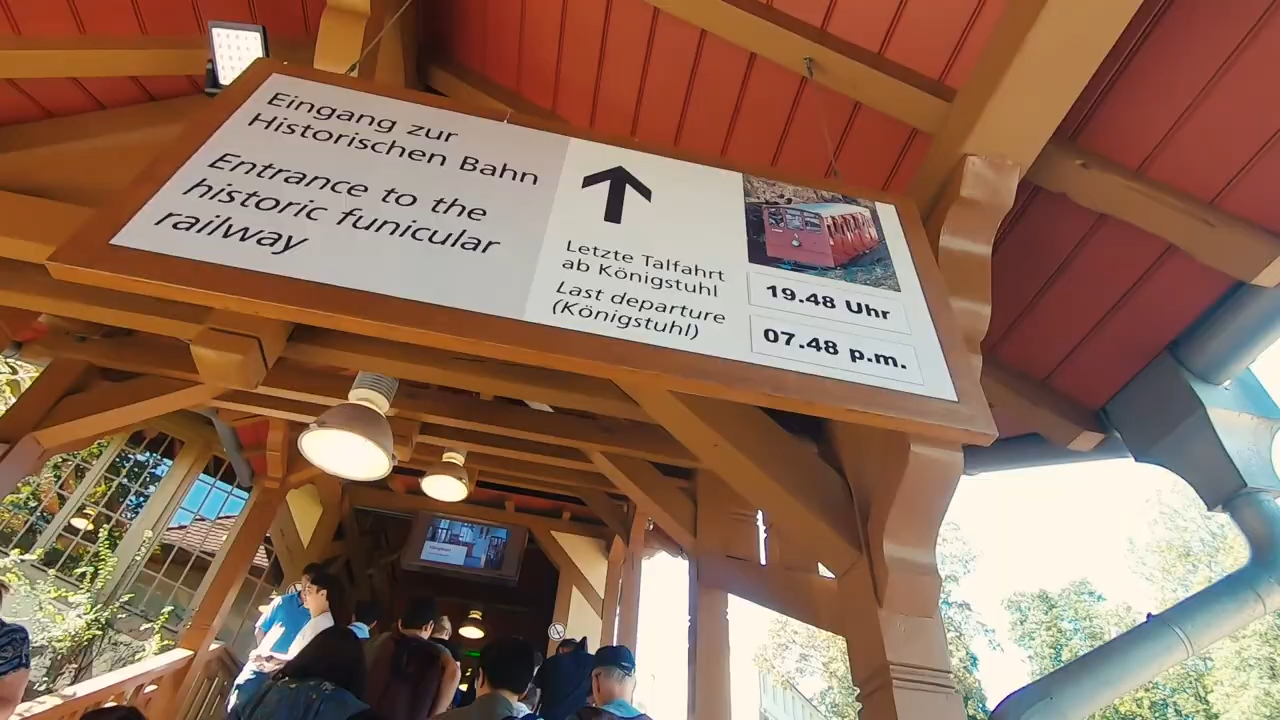 Eingang zur
Historischen Bahn
Entrance to the
historic funicular
railway
Letzte Talfahrt
ab Königstuhl
Last departure
(Königstuhl)
19.48 Uhr
07.48 p.m.